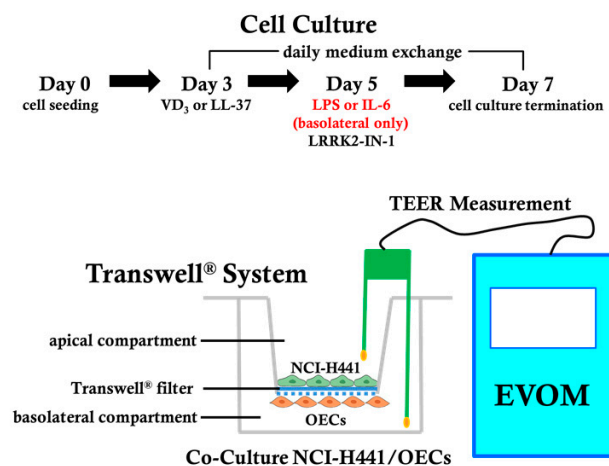 Cell Culture
daily medium exchange
Day 0
cell seeding
Day 3
VD₃ or LL-37
Day 5
LPS or IL-6
(basolateral only)
LRRK2-IN-1
Day 7
cell culture termination
TEER Measurement
Transwell® System
apical compartment
NCI-H441
Transwell® filter
basolateral compartment
OECs
EVOM
Co-Culture NCI-H441/OECs